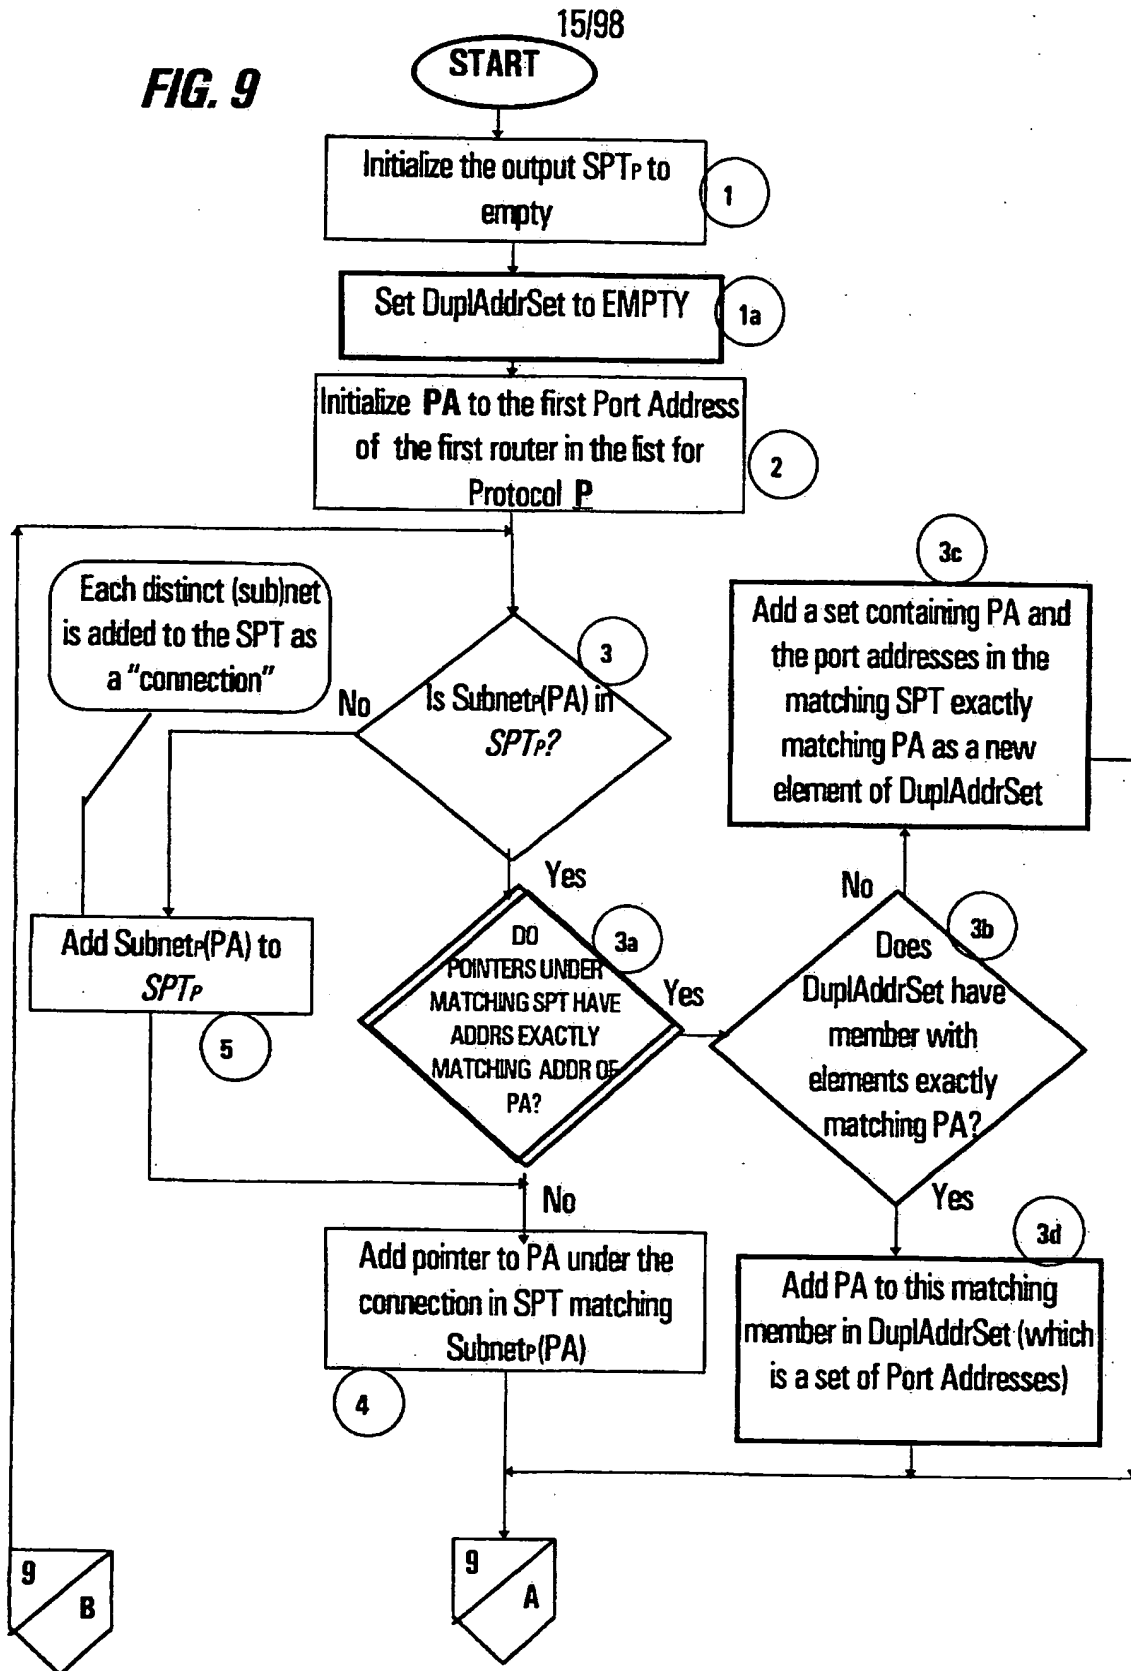 15/98
FIG. 9
START
Initialize the output SPTP to
empty
1
Set DuplAddrSet to EMPTY
1a
Initialize PA to the first Port Address
of the first router in the list for
Protocol P
2
Each distinct (sub)net
is added to the SPT as
a "connection"
3
Is SubnetP(PA) in
SPTP?
No
Yes
3c
Add a set containing PA and
the port addresses in the
matching SPT exactly
matching PA as a new
element of DuplAddrSet
Add SubnetP(PA) to
SPTP
5
3a
DO
POINTERS UNDER
MATCHING SPT HAVE
ADDRS EXACTLY
MATCHING ADDR OF
PA?
Yes
No
No
3b
Does
DuplAddrSet have
member with
elements exactly
matching PA?
Yes
Add pointer to PA under the
connection in SPT matching
SubnetP(PA)
4
3d
Add PA to this matching
member in DuplAddrSet (which
is a set of Port Addresses)
9
B
9
A